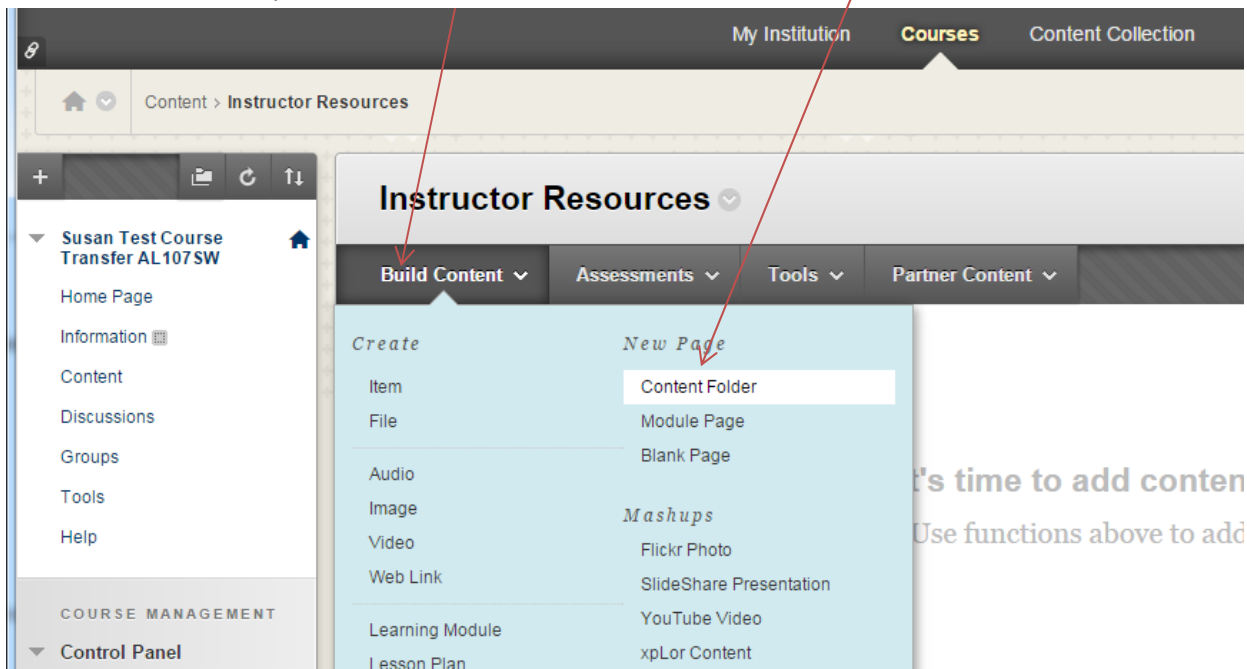 My Institution Courses Content Collection
Content > Instructor Resources
Susan Test Course
Transfer AL107SW
Home Page
Information
Content
Discussions
Groups
Tools
Help
COURSE MANAGEMENT
Control Panel
Instructor Resources
Build Content Assessments Tools Partner Content
Create
Item
File
Audio
Image
Video
Web Link
Learning Module
Lesson Plan
New Page
Content Folder
Module Page
Blank Page
Mashups
Flickr Photo
SlideShare Presentation
YouTube Video
xpLor Content
t's time to add conten
Use functions above to add